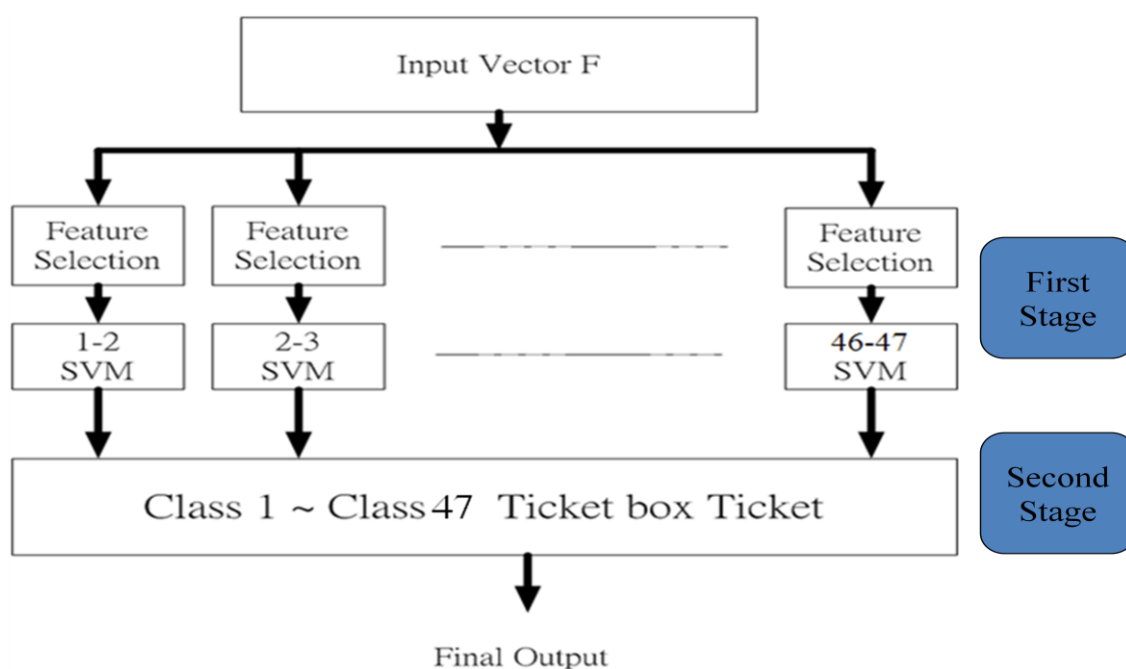 Input Vector F
Feature
Selection
Feature
Selection
Feature
Selection
First
Stage
1-2
SVM
2-3
SVM
46-47
SVM
Class 1 ~ Class 47 Ticket box Ticket
Second
Stage
Final Output